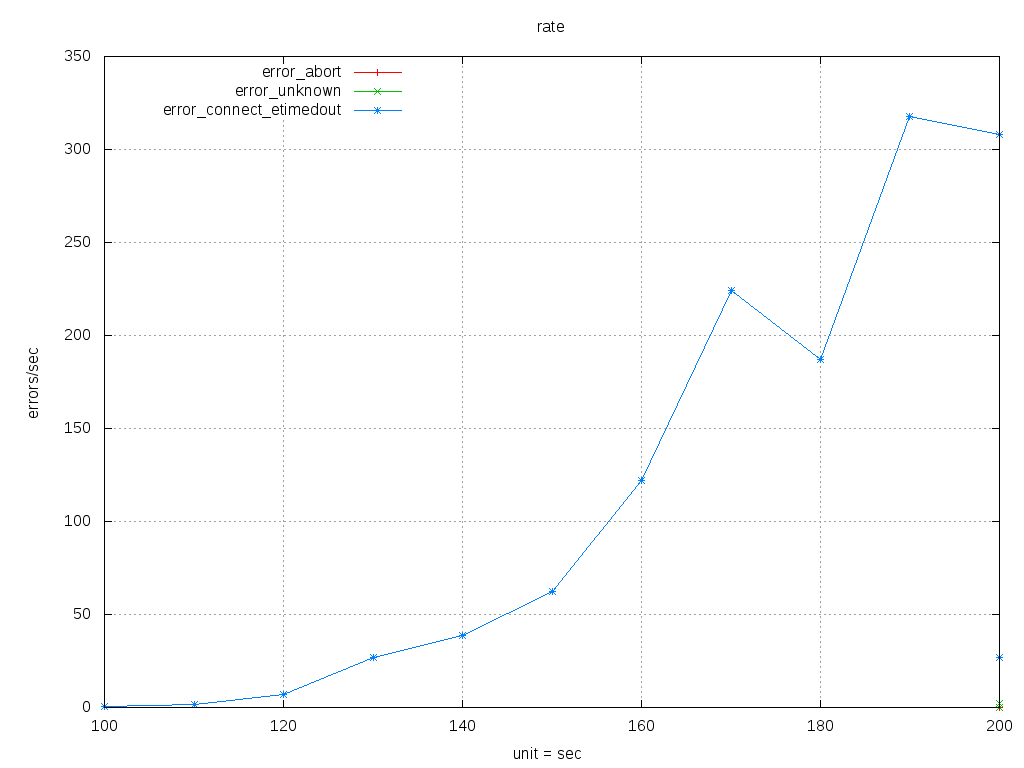 rate
350
300
250
200
150
100
50
0
errors/sec
error_abort
error_unknown
error_connect_etimedout
100 120 140 160 180 200
unit = sec